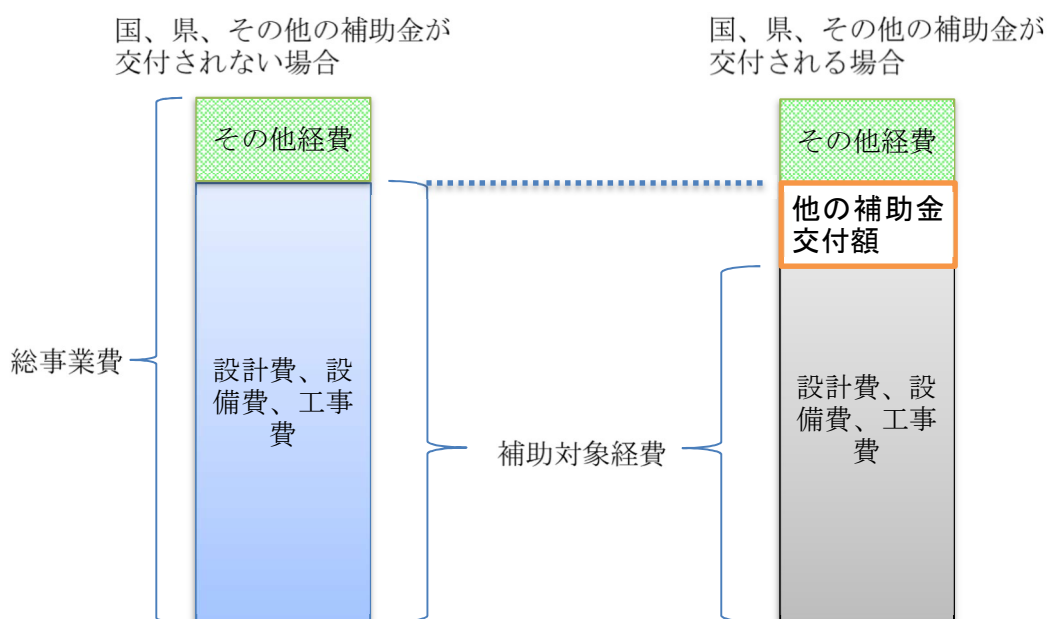 国、県、その他の補助金が
交付されない場合
国、県、その他の補助金が
交付される場合
その他経費
その他経費
他の補助金
交付額
総事業費
設計費、設
備費、工事
費
設計費、設
備費、工事
費
補助対象経費